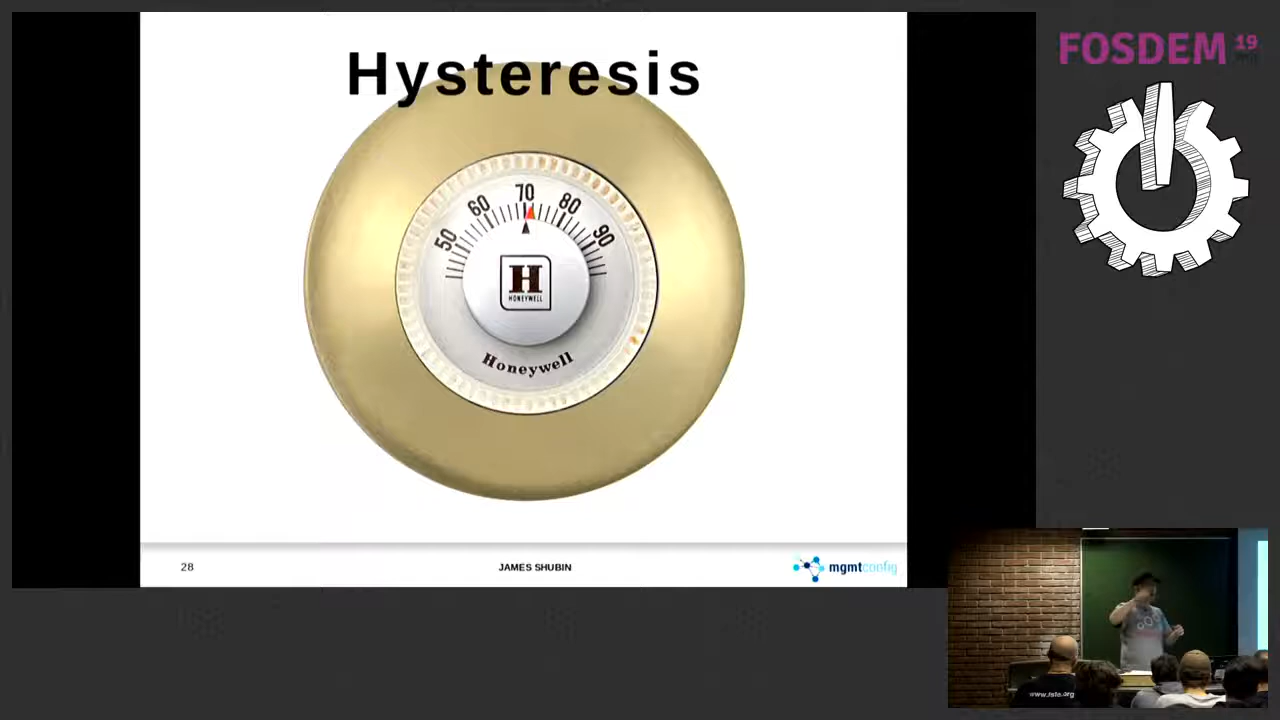 Hysteresis
50 60 70 80 90
H
HONEYWELL
Honeywell
28
JAMES SHUBIN
mgmtconfig
FOSDEM 19